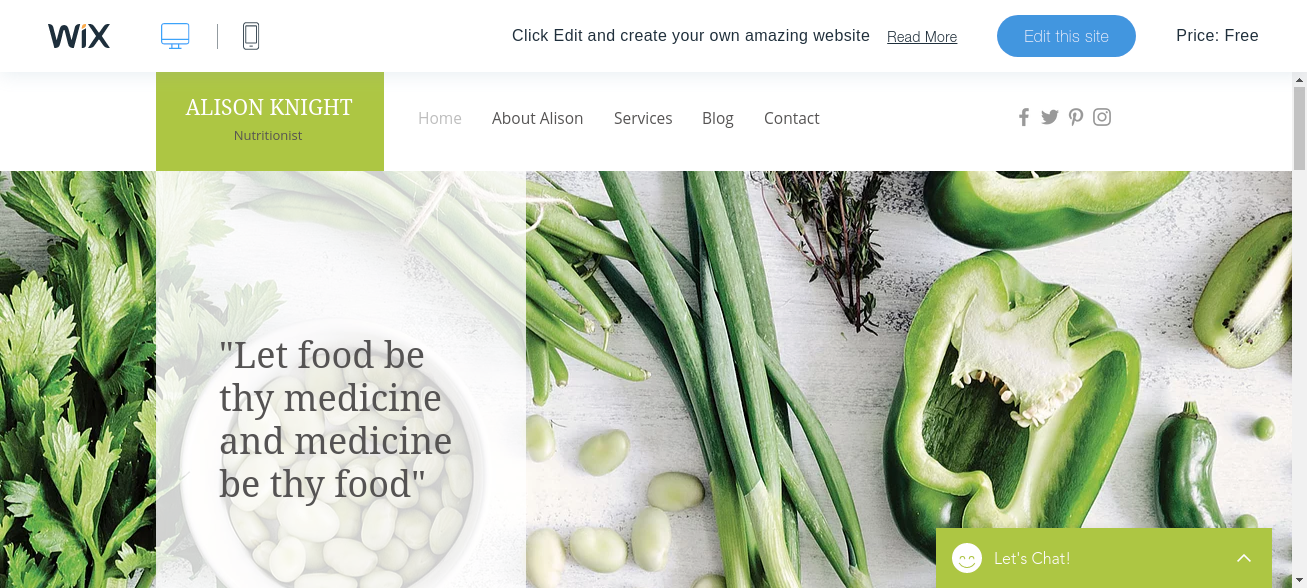 WiX
Click Edit and create your own amazing website Read More
Edit this site
Price: Free
ALISON KNIGHT
Nutritionist
Home About Alison Services Blog Contact
"Let food be
thy medicine
and medicine
be thy food"
Let's Chat!